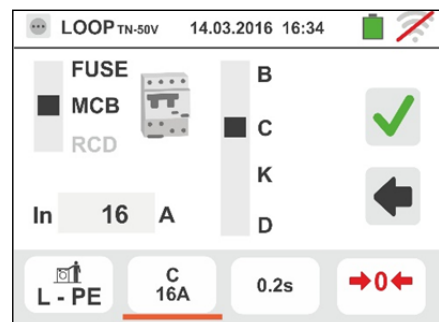 LOOP TN-50V 14.03.2016 16:34
FUSE
MCB
RCD
B
C
K
D
In 16 A
L - PE
C
16A
0.2s
0